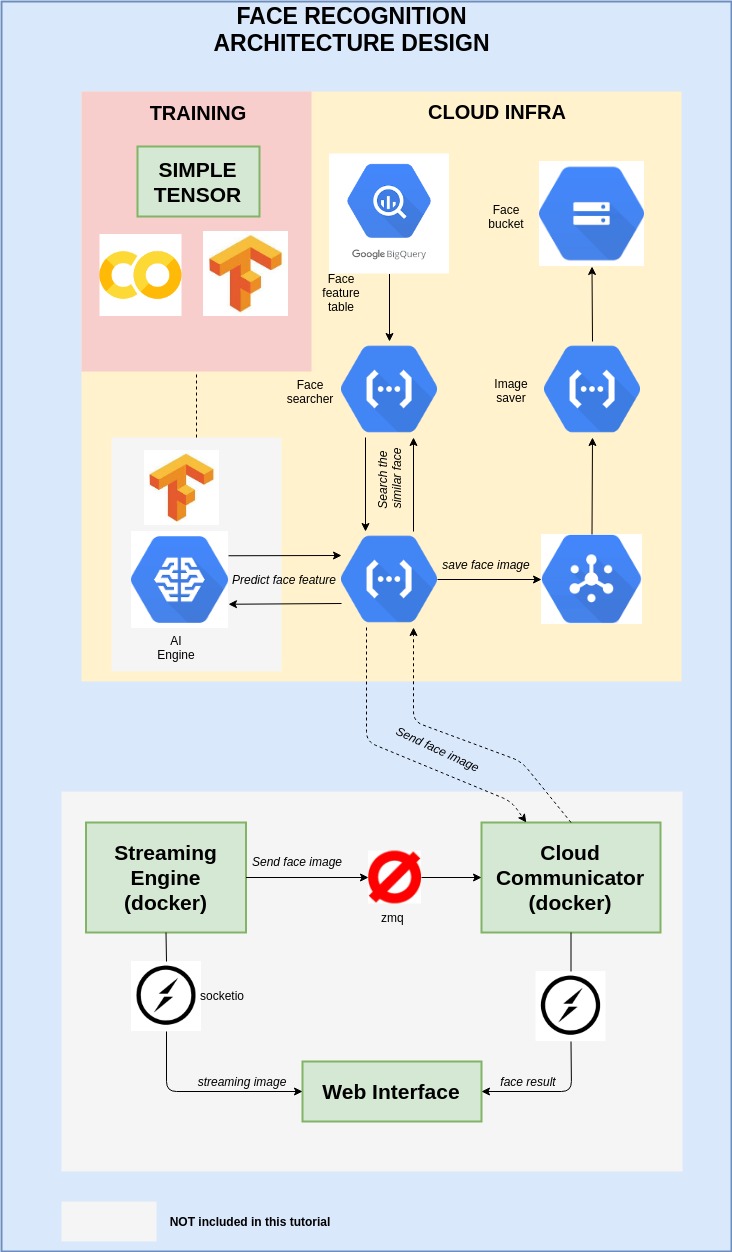 FACE RECOGNITION
ARCHITECTURE DESIGN
TRAINING
SIMPLE
TENSOR
CLOUD INFRA
Google BigQuery
Face
bucket
Face
feature
table
Face
searcher
Image
saver
Search the
similar face
Predict face feature
save face image
AI
Engine
Send face image
Streaming
Engine
(docker)
Send face image
zmq
Cloud
Communicator
(docker)
socketio
streaming image
Web Interface
face result
NOT included in this tutorial